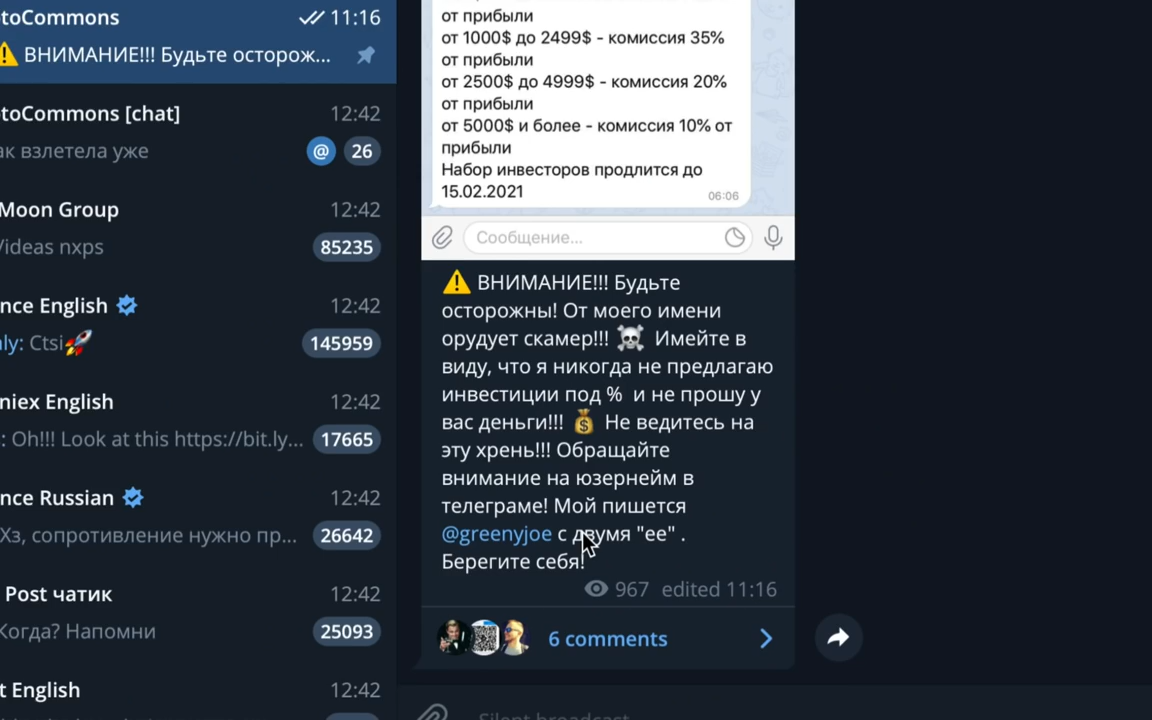 toCommons
11:16
ВНИМАНИЕ!!! Будьте осторож...
toCommons [chat]
12:42
ак взлетела уже
@ 26
Moon Group
12:42
/ideas nxps
85235
nce English
12:42
ly: Ctsi🚀
145959
niex English
12:42
: Oh!!! Look at this https://bit.ly...
17665
nce Russian
12:42
Хз, сопротивление нужно пр...
26642
Post чатик
12:42
Когда? Напомни
25093
t English
12:42
от прибыли
от 1000$ до 2499$ - комиссия 35%
от прибыли
от 2500$ до 4999$ - комиссия 20%
от прибыли
от 5000$ и более - комиссия 10% от
прибыли
Набор инвесторов продлится до
15.02.2021
06:06
Сообщение...
⚠️ ВНИМАНИЕ!!! Будьте
осторожны! От моего имени
орудует скамер!!! ☠️ Имейте в
виду, что я никогда не предлагаю
инвестиции под % и не прошу у
вас деньги!!! 💰 Не ведитесь на
эту хрень!!! Обращайте
внимание на юзернейм в
телеграме! Мой пишется
@greenyjoe с двумя "ее" .
Берегите себя!
967 edited 11:16
6 comments
Silent broadcast